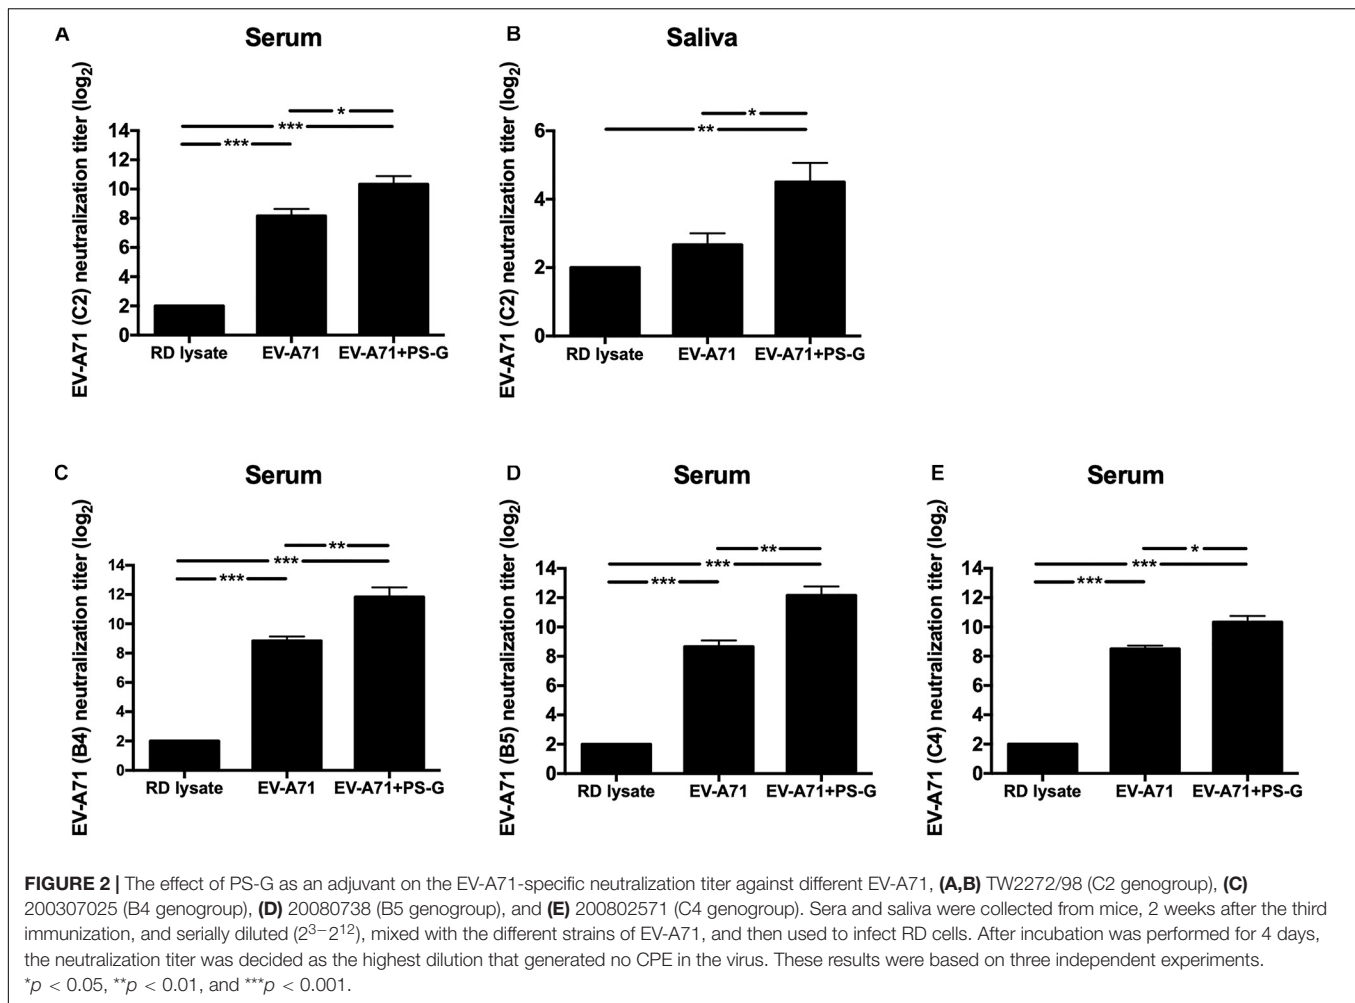 A
Serum
EV-A71 (C2) neutralization titer (log2)
*
***
***
14
12
10
8
6
4
2
0
RD lysate EV-A71 EV-A71+PS-G
B
Saliva
EV-A71 (C2) neutralization titer (log2)
*
**
6
4
2
0
RD lysate EV-A71 EV-A71+PS-G
C
Serum
EV-A71 (B4) neutralization titer (log2)
**
***
***
14
12
10
8
6
4
2
0
RD lysate EV-A71 EV-A71+PS-G
D
Serum
EV-A71 (B5) neutralization titer (log2)
**
***
***
14
12
10
8
6
4
2
0
RD lysate EV-A71 EV-A71+PS-G
E
Serum
EV-A71 (C4) neutralization titer (log2)
*
***
***
14
12
10
8
6
4
2
0
RD lysate EV-A71 EV-A71+PS-G
FIGURE 2 | The effect of PS-G as an adjuvant on the EV-A71-specific neutralization titer against different EV-A71, (A,B) TW2272/98 (C2 genogroup), (C)
200307025 (B4 genogroup), (D) 20080738 (B5 genogroup), and (E) 200802571 (C4 genogroup). Sera and saliva were collected from mice, 2 weeks after the third
immunization, and serially diluted (2³⁻2¹²), mixed with the different strains of EV-A71, and then used to infect RD cells. After incubation was performed for 4 days,
the neutralization titer was decided as the highest dilution that generated no CPE in the virus. These results were based on three independent experiments.
*p < 0.05, **p < 0.01, and ***p < 0.001.